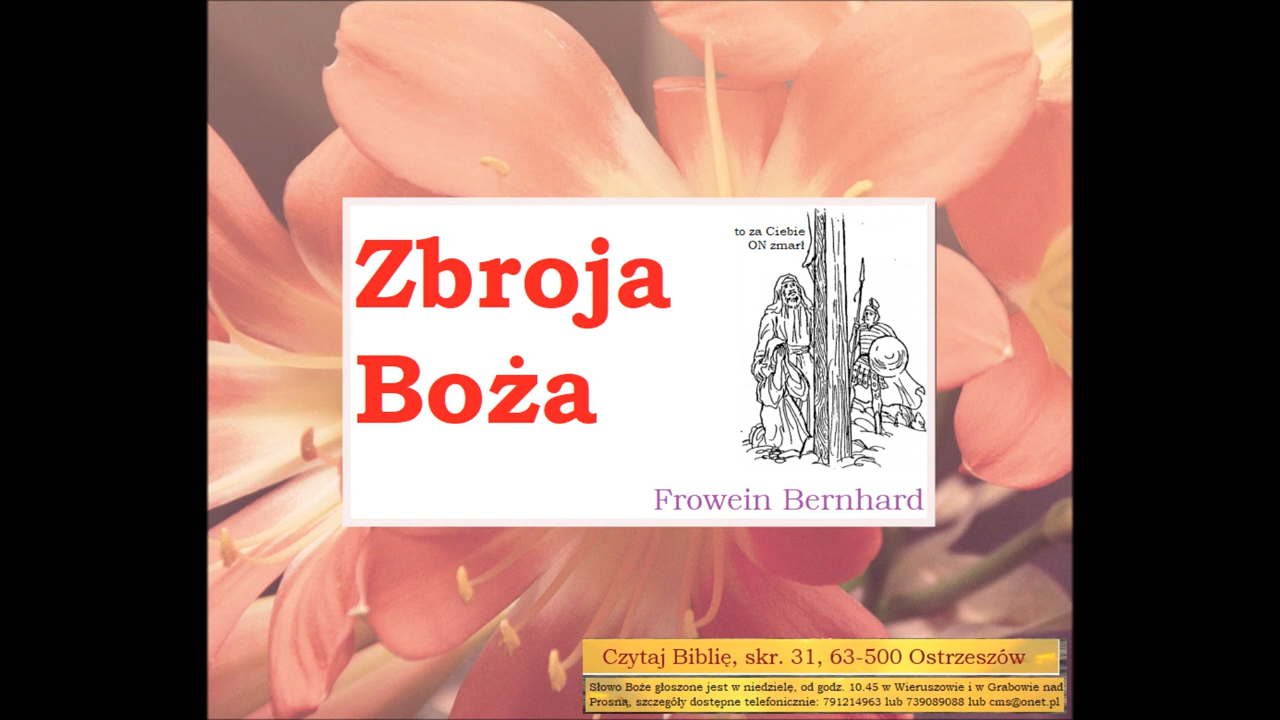 Zbroja
Boża
to za Ciebie
ON zmarł
Frowein Bernhard
Czytaj Biblię, skr. 31, 63-500 Ostrzeszów
Słowo Boże głoszone jest w niedzielę, od godz. 10.45 w Wieruszowie i w Grabowie nad
Prosną, szczegóły dostępne telefonicznie: 791214963 lub 739089088 lub cms@onet.pl